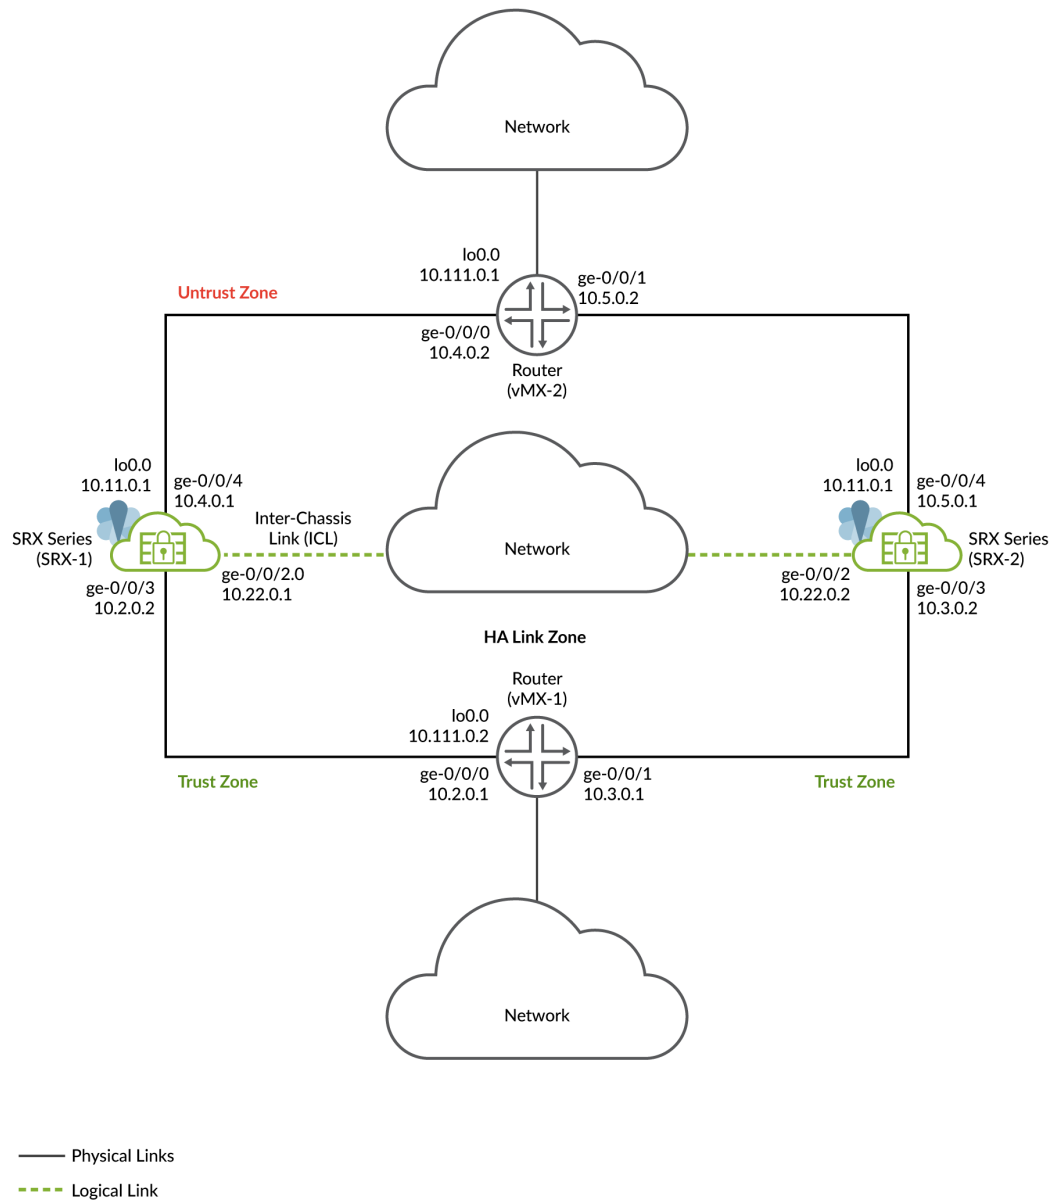 Network
lo0.0
10.111.0.1
ge-0/0/1
10.5.0.2
Untrust Zone
ge-0/0/0
10.4.0.2
Router
(vMX-2)
lo0.0
10.11.0.1
ge-0/0/4
10.4.0.1
SRX Series
(SRX-1)
Inter-Chassis
Link (ICL)
ge-0/0/3
10.2.0.2
ge-0/0/2.0
10.22.0.1
Network
lo0.0
10.11.0.1
ge-0/0/4
10.5.0.1
SRX Series
(SRX-2)
ge-0/0/2
10.22.0.2
ge-0/0/3
10.3.0.2
HA Link Zone
Router
(vMX-1)
lo0.0
10.111.0.2
Trust Zone
ge-0/0/0
10.2.0.1
ge-0/0/1
10.3.0.1
Trust Zone
Network
Physical Links
Logical Link